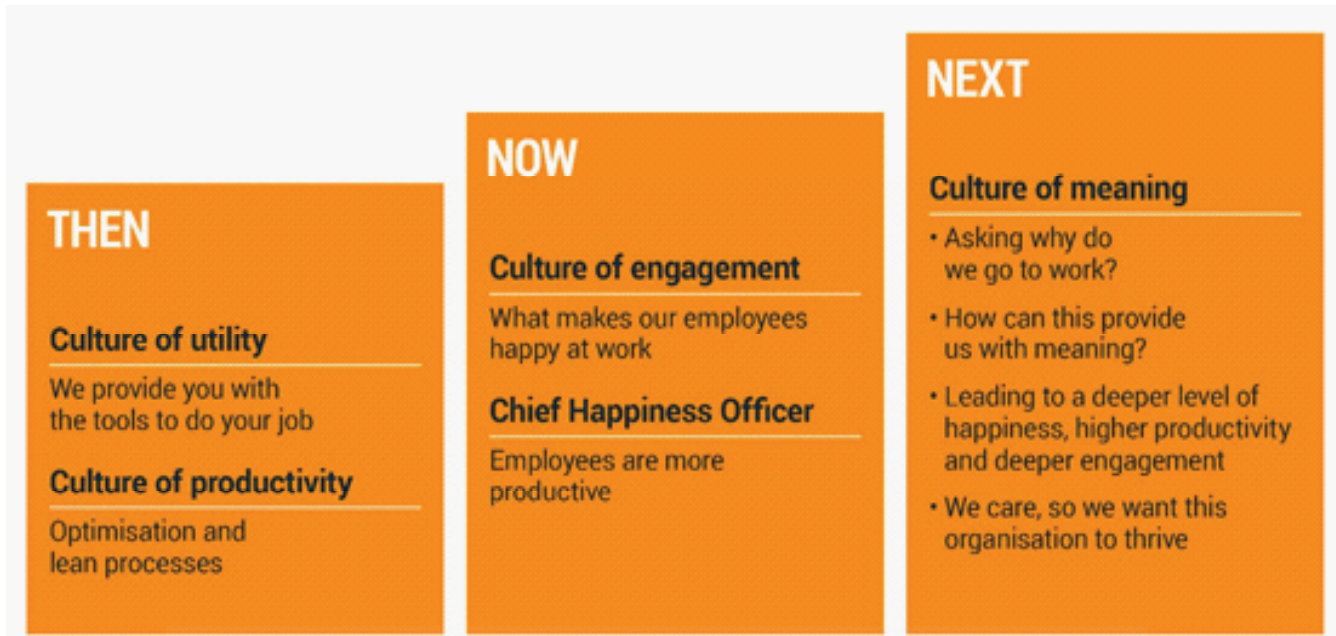 THEN
Culture of utility
We provide you with
the tools to do your job
Culture of productivity
Optimisation and
lean processes
NOW
Culture of engagement
What makes our employees
happy at work
Chief Happiness Officer
Employees are more
productive
NEXT
Culture of meaning
• Asking why do
we go to work?
• How can this provide
us with meaning?
• Leading to a deeper level of
happiness, higher productivity
and deeper engagement
• We care, so we want this
organisation to thrive